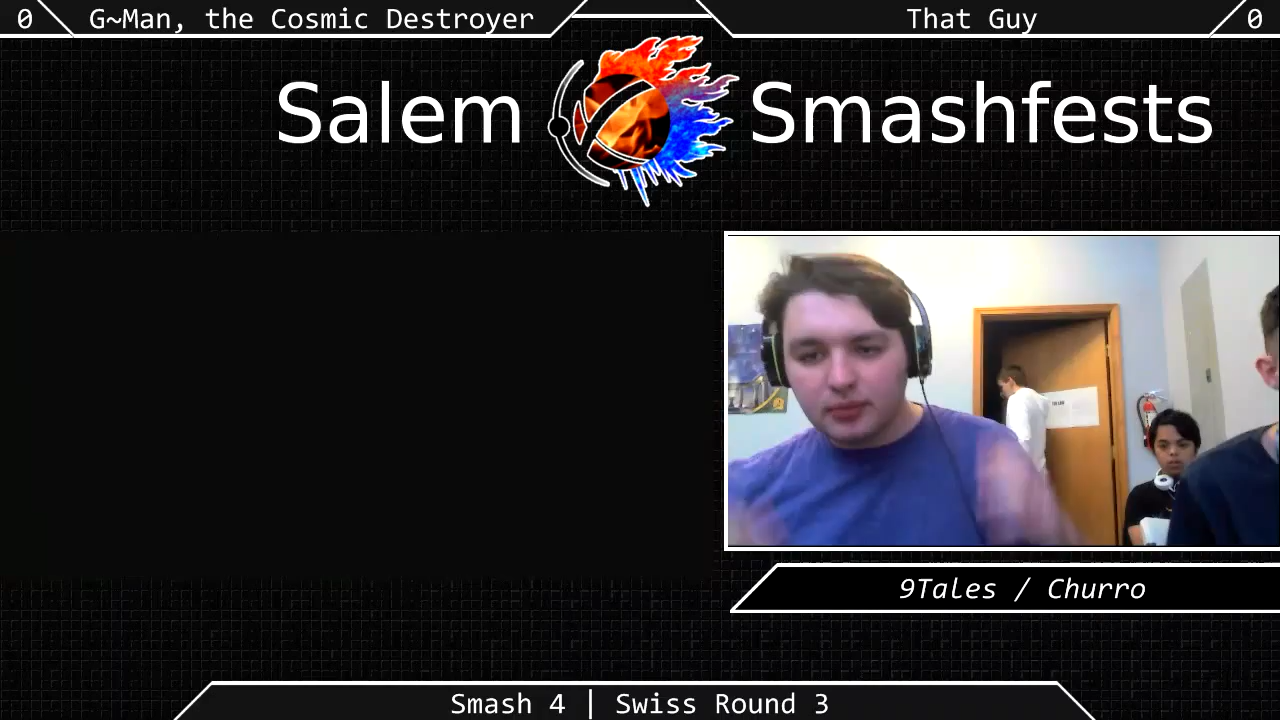 0 G~Man, the Cosmic Destroyer
That Guy 0
Salem Smashfests
9Tales / Churro
Smash 4 | Swiss Round 3